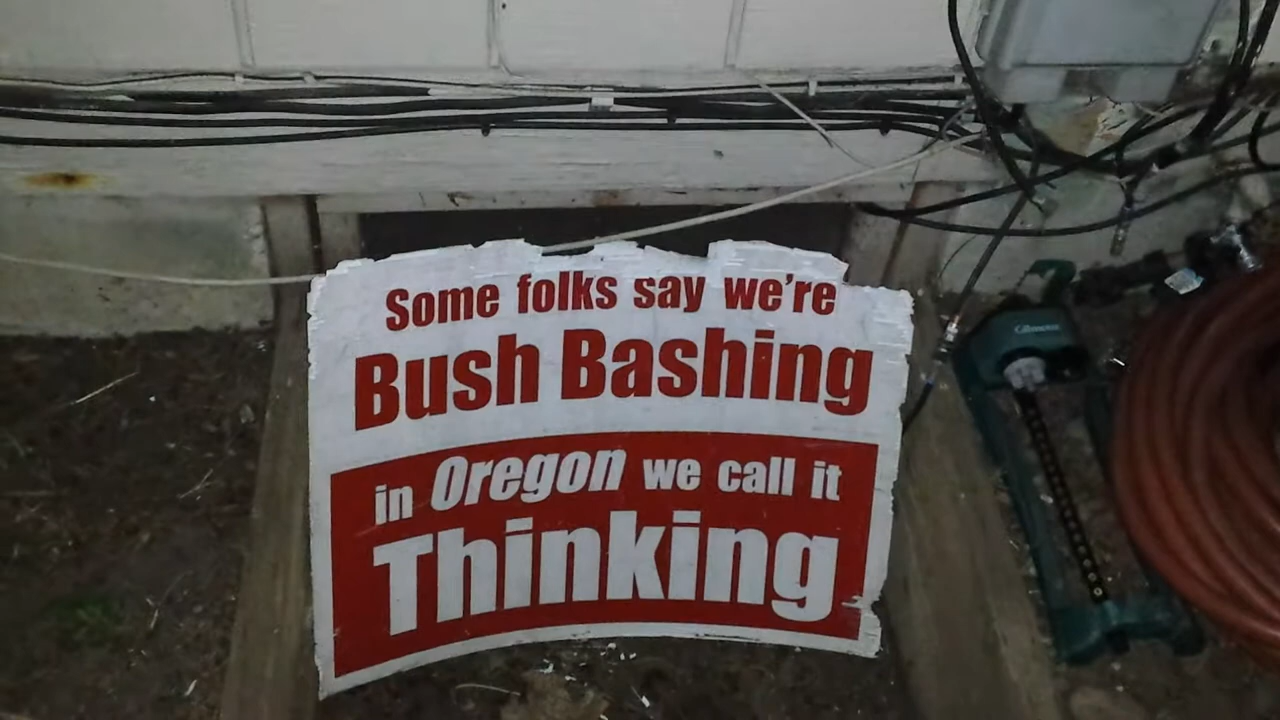 Some folks say we're
Bush Bashing
in Oregon we call it
Thinking